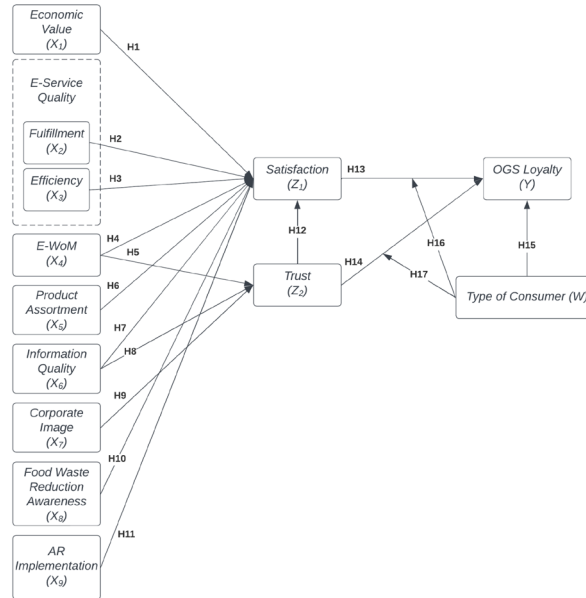 Economic
Value
(X1)
H1
E-Service
Quality
Fulfillment
(X2)
H2
Efficiency
(X3)
H3
E-WoM
(X4)
H4
H5
Product
Assortment
(X5)
H6
Information
Quality
(X6)
H7
H8
Corporate
Image
(X7)
H9
Food Waste
Reduction
Awareness
(X8)
H10
AR
Implementation
(X9)
H11
Satisfaction
(Z1)
H13
H12
Trust
(Z2)
H14
OGS Loyalty
(Y)
H16
H15
H17
Type of Consumer (W)